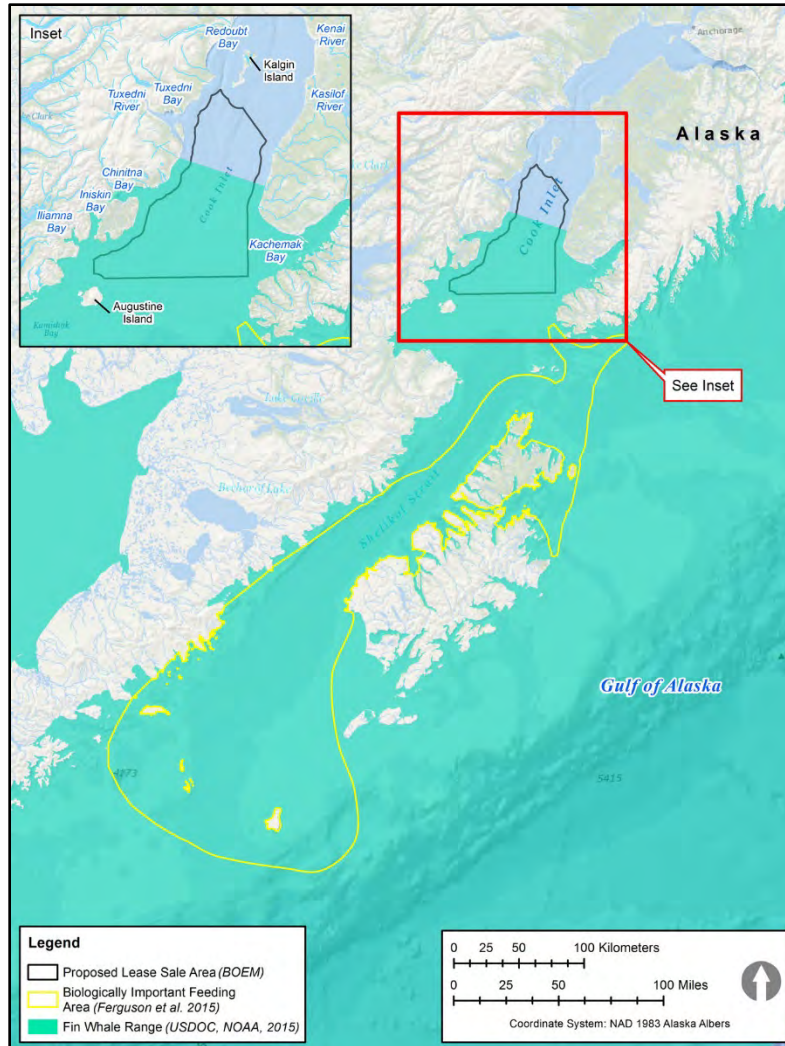 Inset
Redoubt
Bay
Kenai
River
Kalgin
Island
Tuxedni
Bay
Tuxedni
River
Kasilof
River
Clark
Chinitna
Bay
Iniskin
Bay
Iliamna
Bay
Cook Inlet
Kachemak
Bay
Augustine
Island
Kamishak
Bay
Anchorage
Alaska
Cook Inlet
See Inset
Becharof Lake
Shelikof Strait
Gulf of Alaska
5415
Legend
Proposed Lease Sale Area (BOEM)
Biologically Important Feeding
Area (Ferguson et al. 2015)
Fin Whale Range (USDOC, NOAA, 2015)
0 25 50 100 Kilometers
0 25 50 100 Miles
Coordinate System: NAD 1983 Alaska Albers